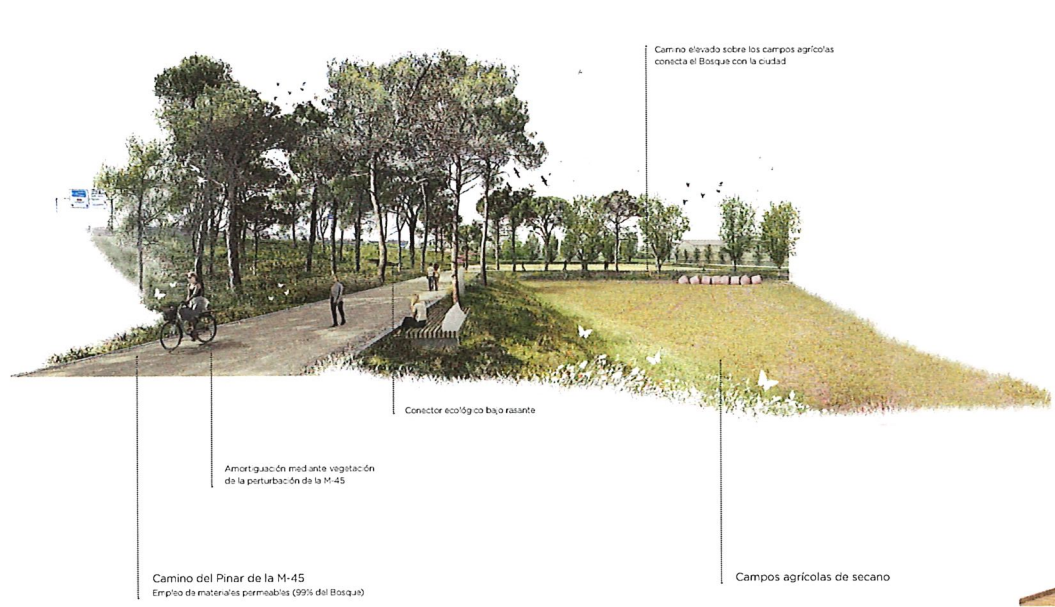 Camino elevado sobre los campos agrícolas
conecta el Bosque con la ciudad
Conector ecológico bajo rasante
Amortiguación mediante vegetación
de la perturbación de la M-45
Camino del Pinar de la M-45
Empleo de materiales permeables (99% del Bosque)
Campos agrícolas de secano